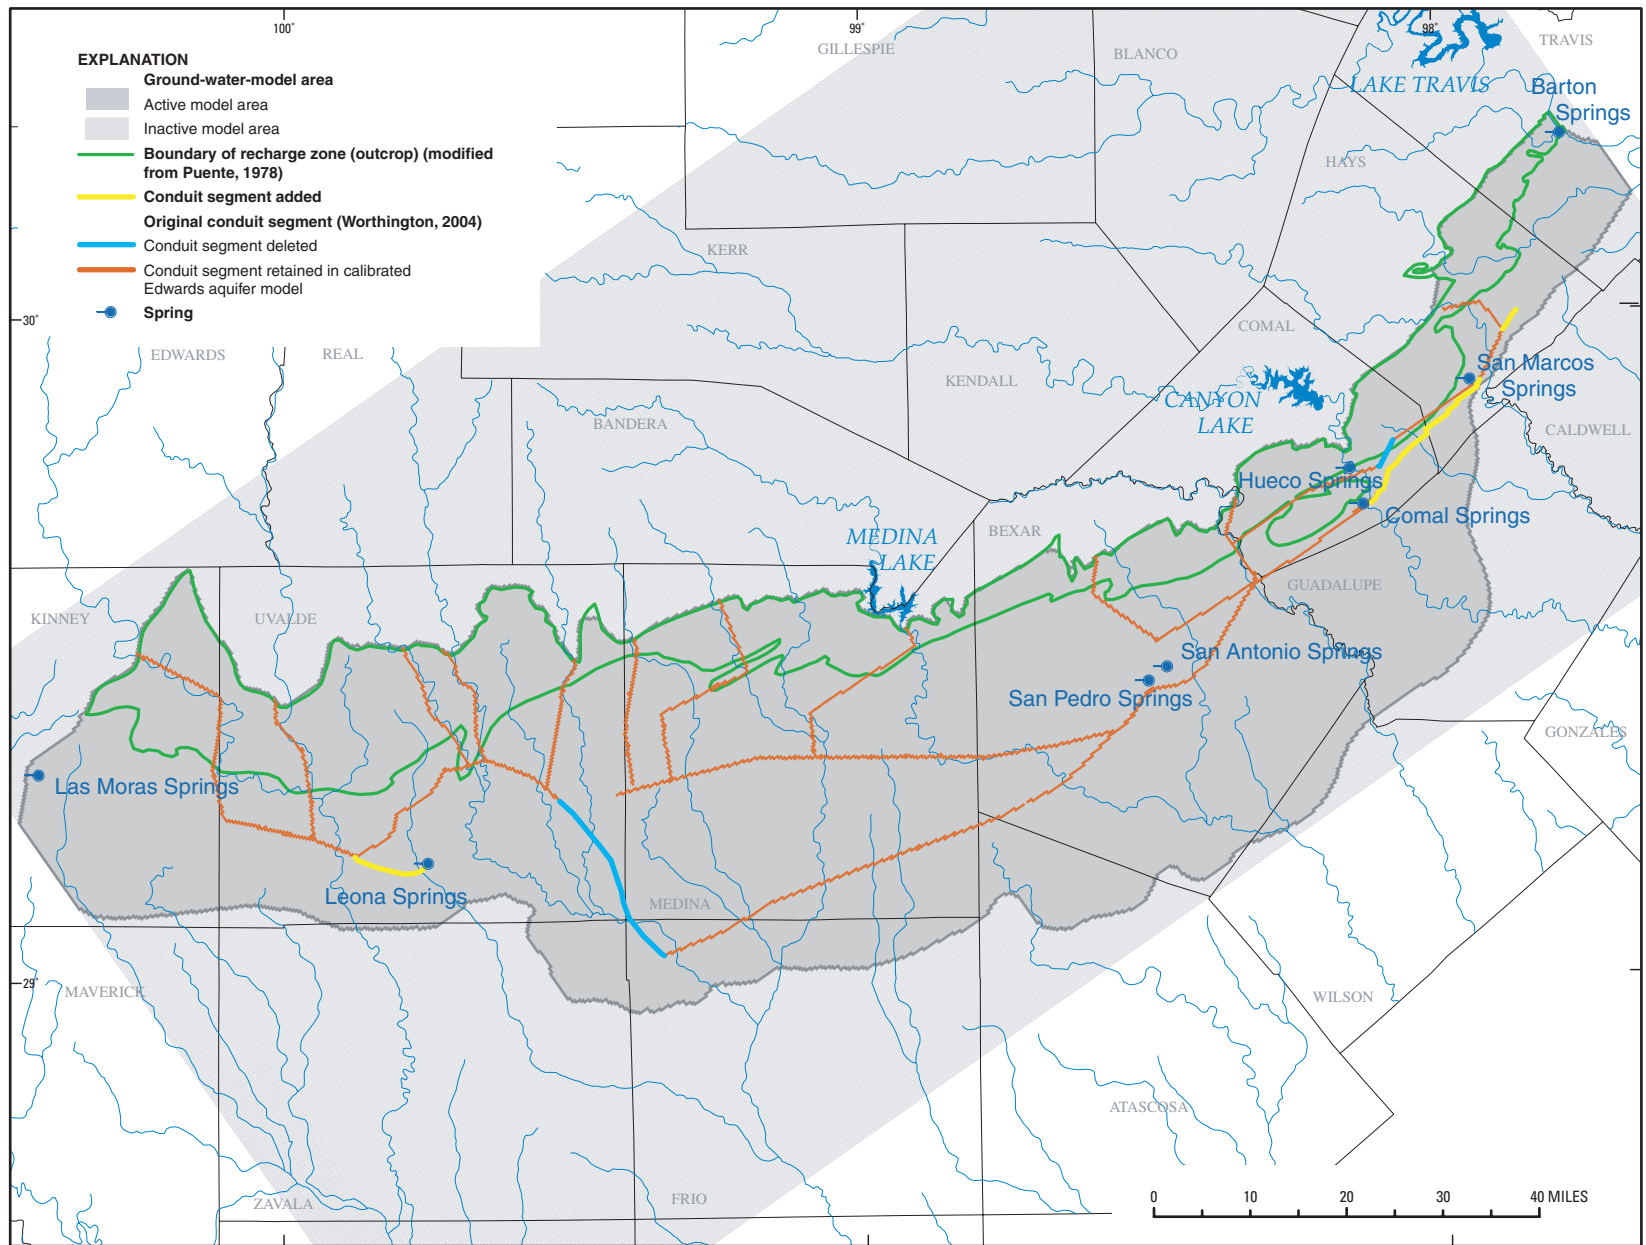 100°
99°
98°
EXPLANATION
Ground-water-model area
Active model area
Inactive model area
Boundary of recharge zone (outcrop) (modified
from Puente, 1978)
Conduit segment added
Original conduit segment (Worthington, 2004)
Conduit segment deleted
Conduit segment retained in calibrated
Edwards aquifer model
Spring
GILLESPIE
BLANCO
TRAVIS
LAKE TRAVIS
Barton
Springs
HAYS
KERR
30°
EDWARDS
REAL
COMAL
KENDALL
San Marcos
Springs
CANYON
LAKE
BANDERA
CALDWELL
Hueco Springs
Comal Springs
BEXAR
MEDINA
LAKE
GUADALUPE
KINNEY
UVALDE
San Antonio Springs
San Pedro Springs
GONZALES
Las Moras Springs
Leona Springs
MEDINA
29°
MAVERICK
WILSON
ATASCOSA
ZAVALA
FRIO
0 10 20 30 40 MILES